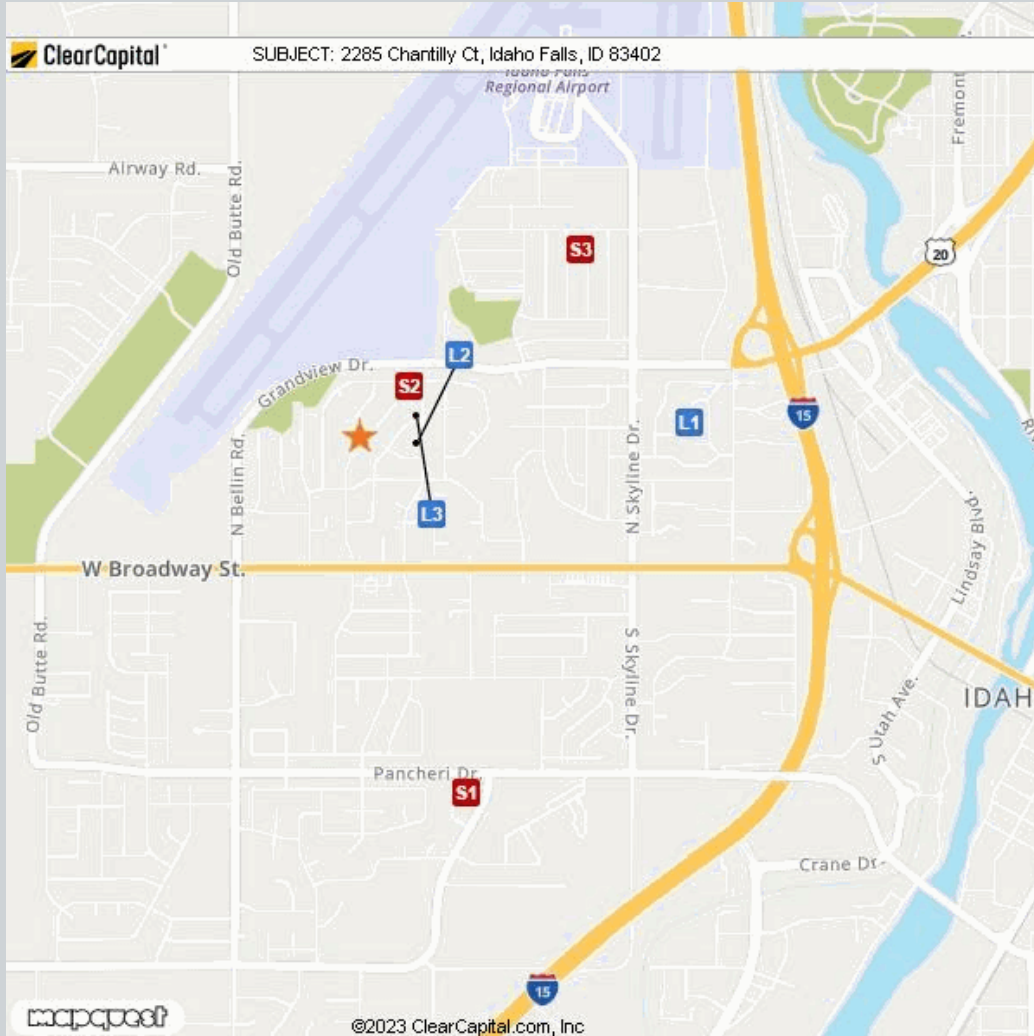 ClearCapital
SUBJECT: 2285 Chantilly Ct, Idaho Falls, ID 83402
Idaho Falls
Regional Airport
Fremont
Airway Rd.
Old Butte Rd.
S3
20
L2
Grandview Dr.
S2
L1
15
N Bellin Rd.
N Skyline Dr.
L3
Lindsay Blvd.
W Broadway St.
Old Butte Rd.
S Skyline Dr.
IDAH
S Utah Ave.
Pancheri Dr.
S1
Crane Dr
15
mapquest
©2023 ClearCapital.com, Inc